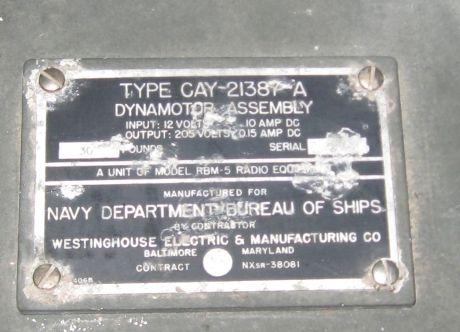 TYPE CAY-21387-A
DYNAMOTOR ASSEMBLY
INPUT: 12 VOLTS 10 AMP DC
OUTPUT: 205 VOLTS, 0.15 AMP DC
30 POUNDS SERIAL
A UNIT OF MODEL RBM-5 RADIO
MANUFACTURED FOR
NAVY DEPARTMENT BUREAU OF SHIPS
BY CONTRACTOR
WESTINGHOUSE ELECTRIC & MANUFACTURING CO
BALTIMORE MARYLAND
CONTRACT NXSR-38081